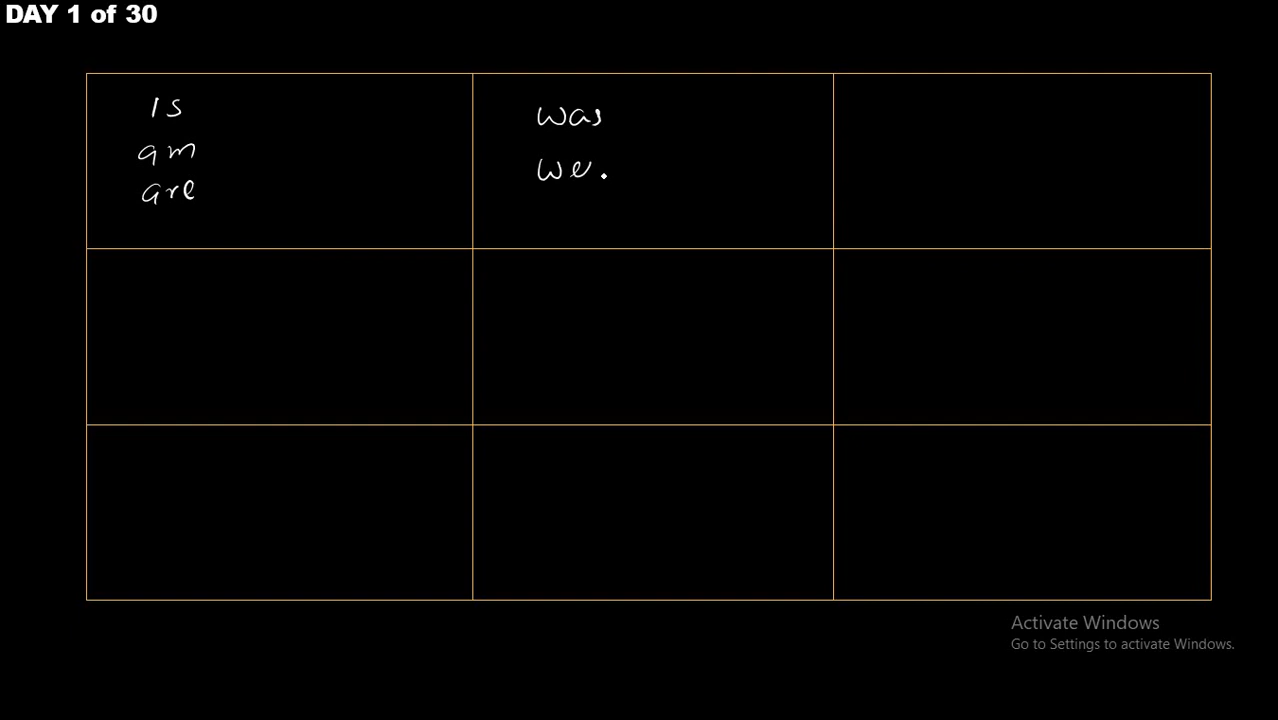 DAY 1 of 30
Is
am
are
was
we
Activate Windows
Go to Settings to activate Windows.